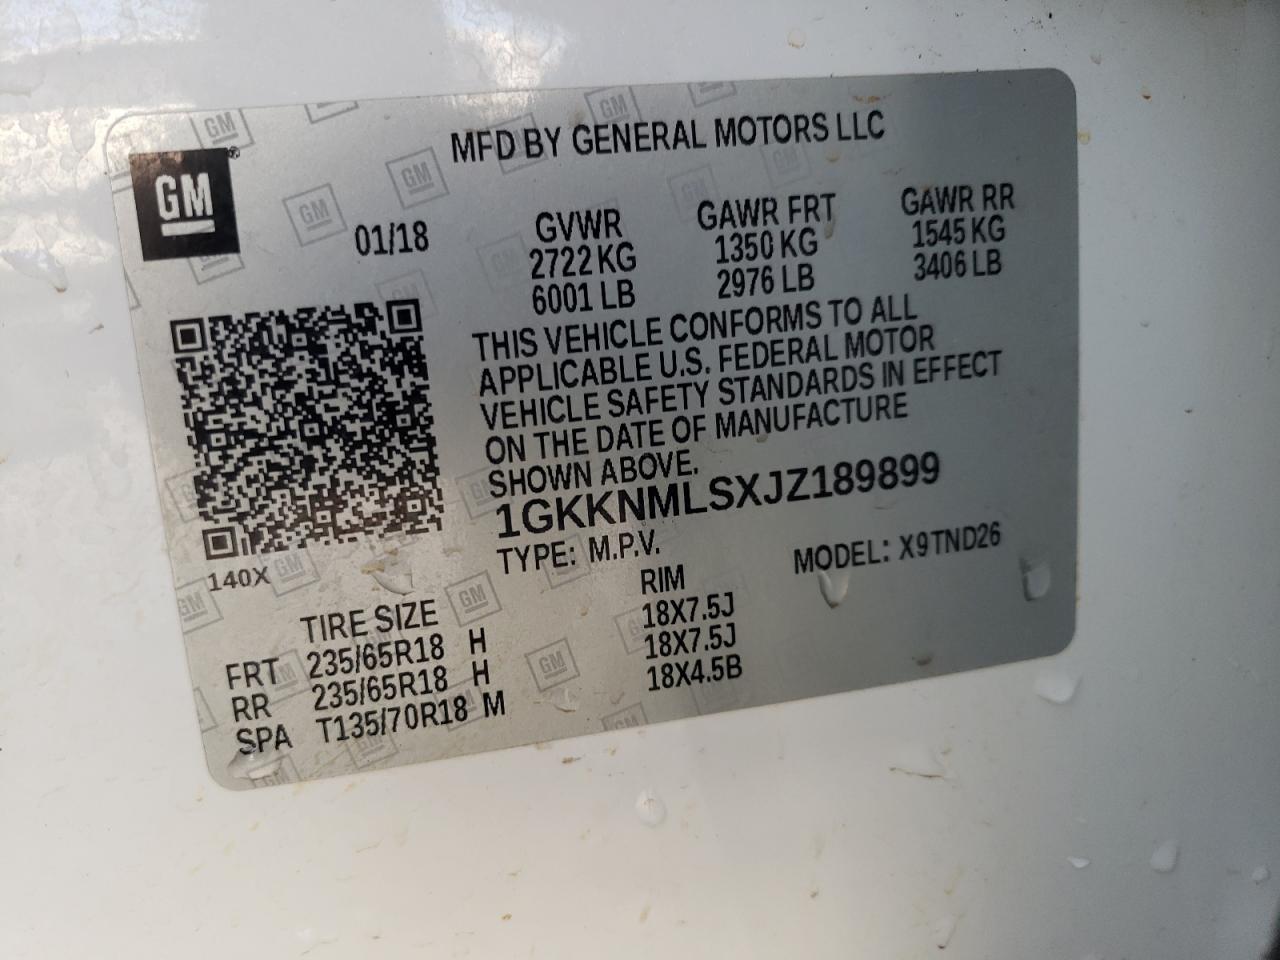 MFD BY GENERAL MOTORS LLC
GM
01/18
GVWR
2722 KG
6001 LB
GAWR FRT
1350 KG
2976 LB
GAWR RR
1545 KG
3406 LB
THIS VEHICLE CONFORMS TO ALL
APPLICABLE U.S. FEDERAL MOTOR
VEHICLE SAFETY STANDARDS IN EFFECT
ON THE DATE OF MANUFACTURE
SHOWN ABOVE.
1GKKNMLSXJZ189899
TYPE: M.P.V.
MODEL: X9TND26
140X
TIRE SIZE RIM
FRT 235/65R18 H 18X7.5J
RR 235/65R18 H 18X7.5J
SPA T135/70R18 M 18X4.5B